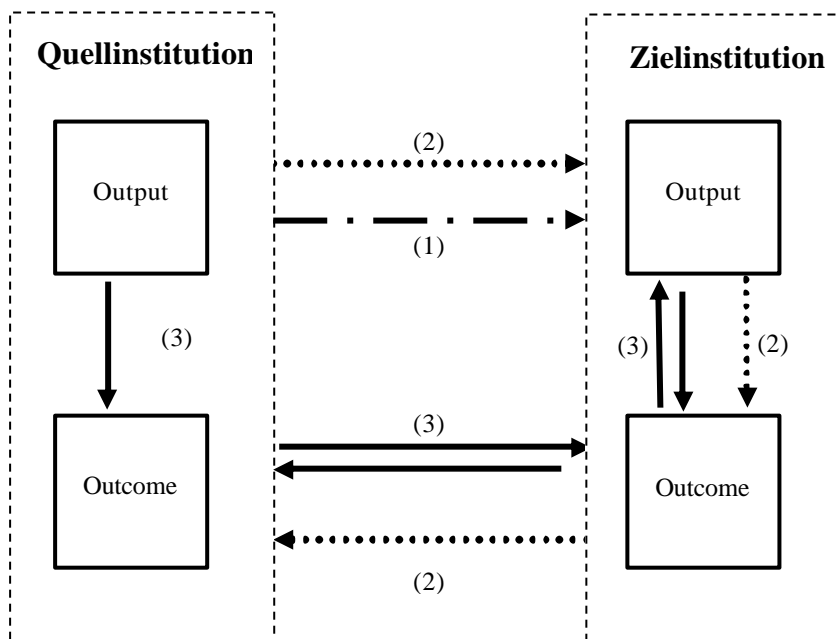 Quellinstitution
Zielinstitution
(2)
Output
Output
(1)
(3)
(3)
(2)
(3)
Outcome
Outcome
(2)